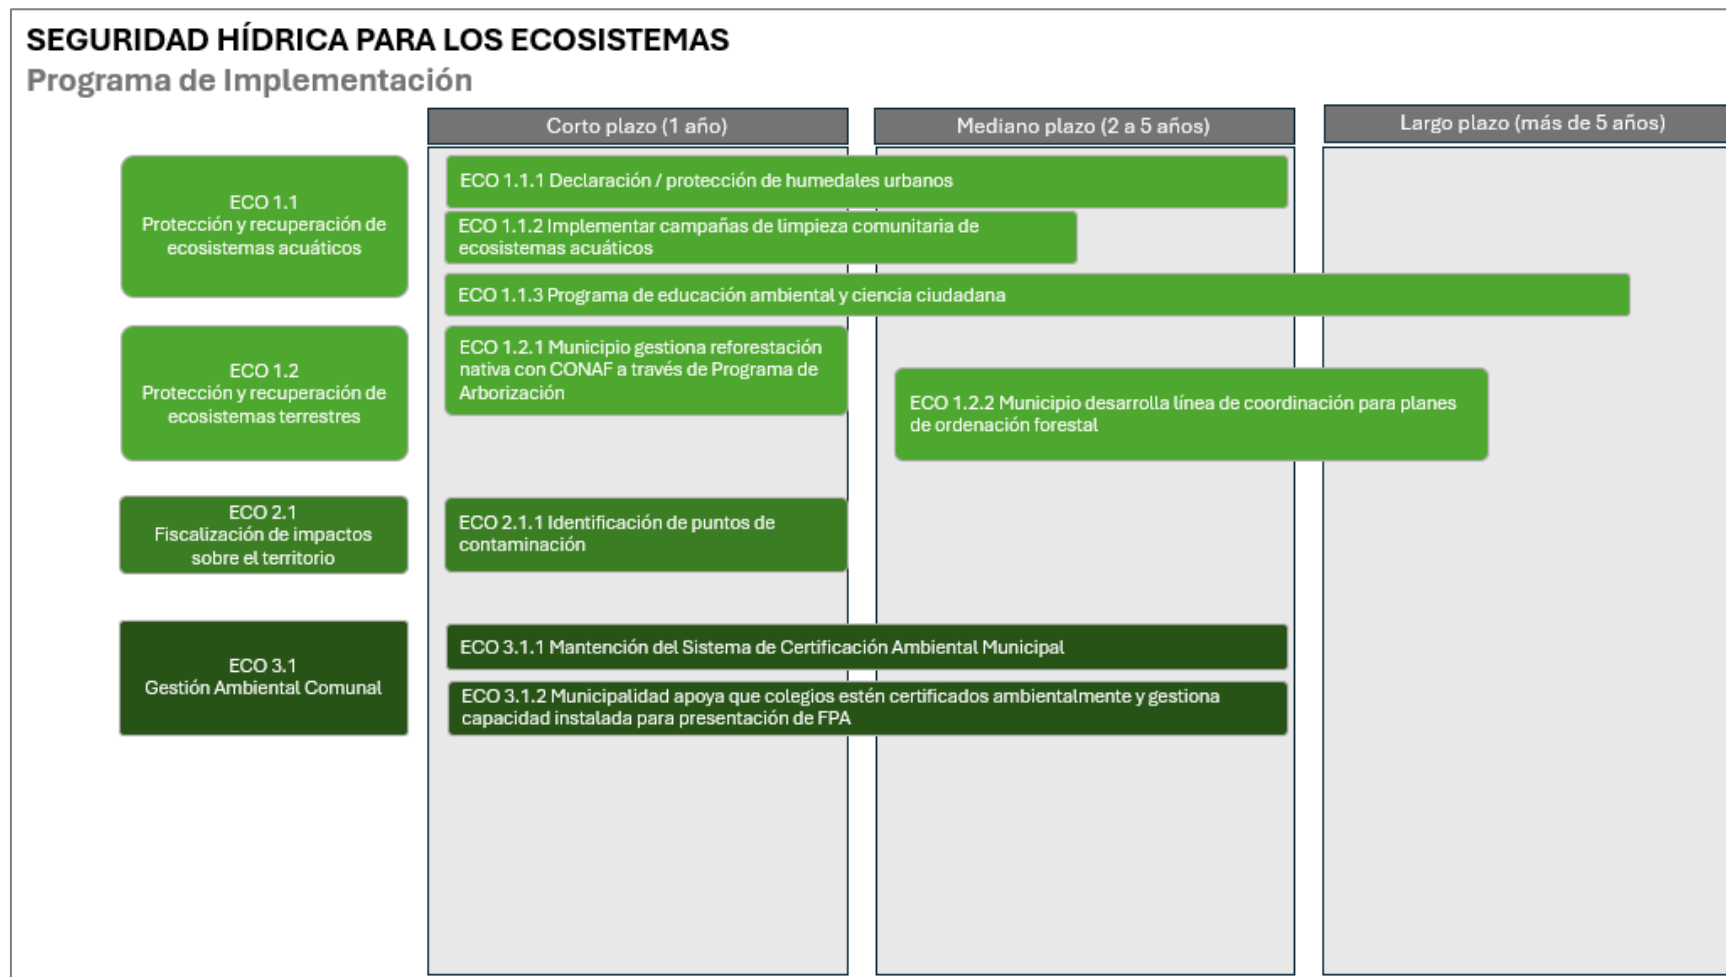 SEGURIDAD HÍDRICA PARA LOS ECOSISTEMAS
Programa de Implementación
Corto plazo (1 año)
Mediano plazo (2 a 5 años)
Largo plazo (más de 5 años)
ECO 1.1
Protección y recuperación de
ecosistemas acuáticos
ECO 1.1.1 Declaración / protección de humedales urbanos
ECO 1.1.2 Implementar campañas de limpieza comunitaria de
ecosistemas acuáticos
ECO 1.1.3 Programa de educación ambiental y ciencia ciudadana
ECO 1.2
Protección y recuperación de
ecosistemas terrestres
ECO 1.2.1 Municipio gestiona reforestación
nativa con CONAF a través de Programa de
Arborización
ECO 1.2.2 Municipio desarrolla línea de coordinación para planes
de ordenación forestal
ECO 2.1
Fiscalización de impactos
sobre el territorio
ECO 2.1.1 Identificación de puntos de
contaminación
ECO 3.1
Gestión Ambiental Comunal
ECO 3.1.1 Mantención del Sistema de Certificación Ambiental Municipal
ECO 3.1.2 Municipalidad apoya que colegios estén certificados ambientalmente y gestiona
capacidad instalada para presentación de FPA